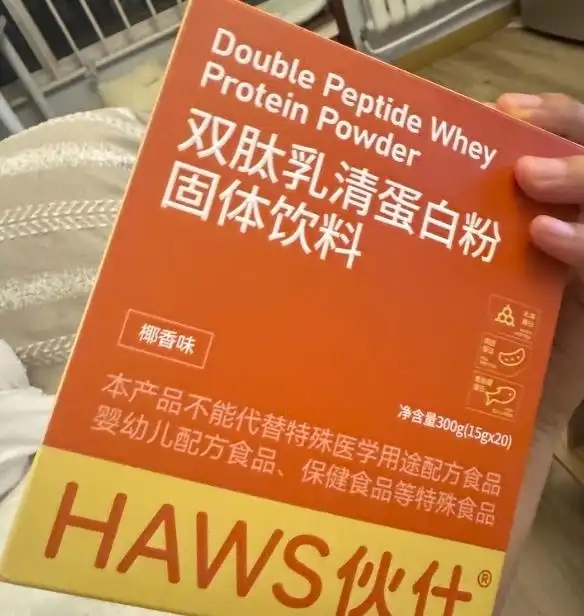 Double Peptide Whey
Protein Powder
双肽乳清蛋白粉
固体饮料
椰香味
净含量300g(15gx20)
本产品不能代替特殊医学用途配方食品
婴幼儿配方食品、保健食品等特殊食品
HAWS伙仕®